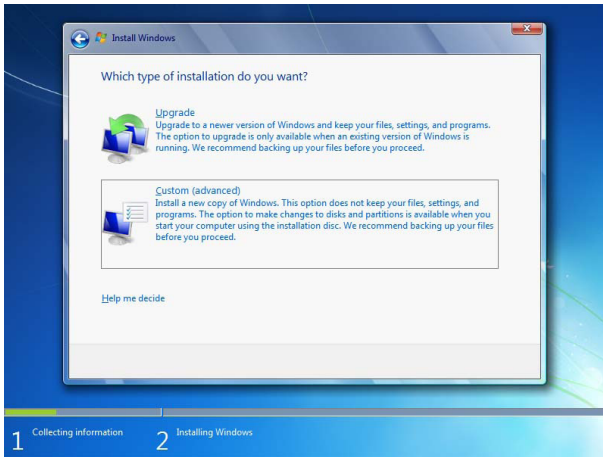 Install Windows
Which type of installation do you want?
Upgrade
Upgrade to a newer version of Windows and keep your files, settings, and programs.
The option to upgrade is only available when an existing version of Windows is
running. We recommend backing up your files before you proceed.
Custom (advanced)
Install a new copy of Windows. This option does not keep your files, settings, and
programs. The option to make changes to disks and partitions is available when you
start your computer using the installation disc. We recommend backing up your files
before you proceed.
Help me decide
1 Collecting information
2 Installing Windows